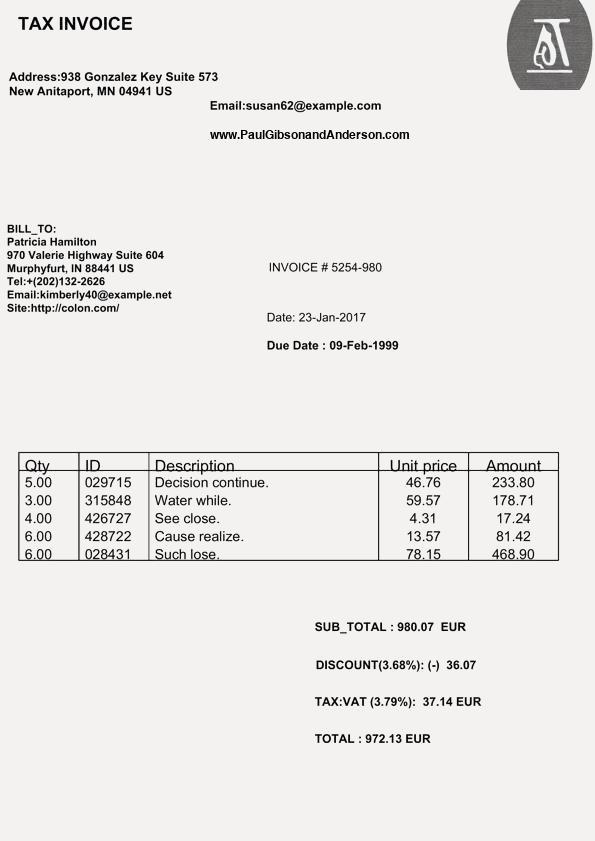 TAX INVOICE
Address:938 Gonzalez Key Suite 573
New Anitaport, MN 04941 US
Email:susan62@example.com
www.PaulGibsonandAnderson.com
BILL_TO:
Patricia Hamilton
970 Valerie Highway Suite 604
Murphyfurt, IN 88441 US
Tel:+(202)132-2626
Email:kimberly40@example.net
Site:http://colon.com/
INVOICE # 5254-980
Date: 23-Jan-2017
Due Date : 09-Feb-1999
Qty ID Description Unit price Amount
5.00 029715 Decision continue. 46.76 233.80
3.00 315848 Water while. 59.57 178.71
4.00 426727 See close. 4.31 17.24
6.00 428722 Cause realize. 13.57 81.42
6.00 028431 Such lose. 78.15 468.90
SUB_TOTAL : 980.07 EUR
DISCOUNT(3.68%): (-) 36.07
TAX:VAT (3.79%): 37.14 EUR
TOTAL : 972.13 EUR